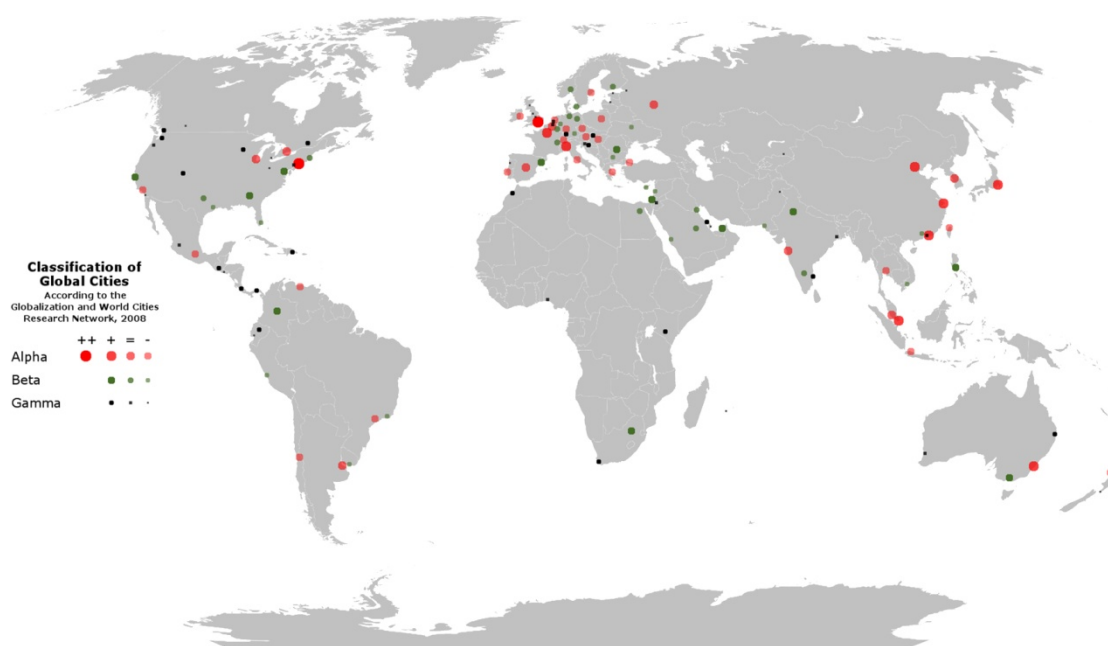 Classification of
Global Cities
According to the
Globalization and World Cities
Research Network, 2008
++ + = -
Alpha
Beta
Gamma